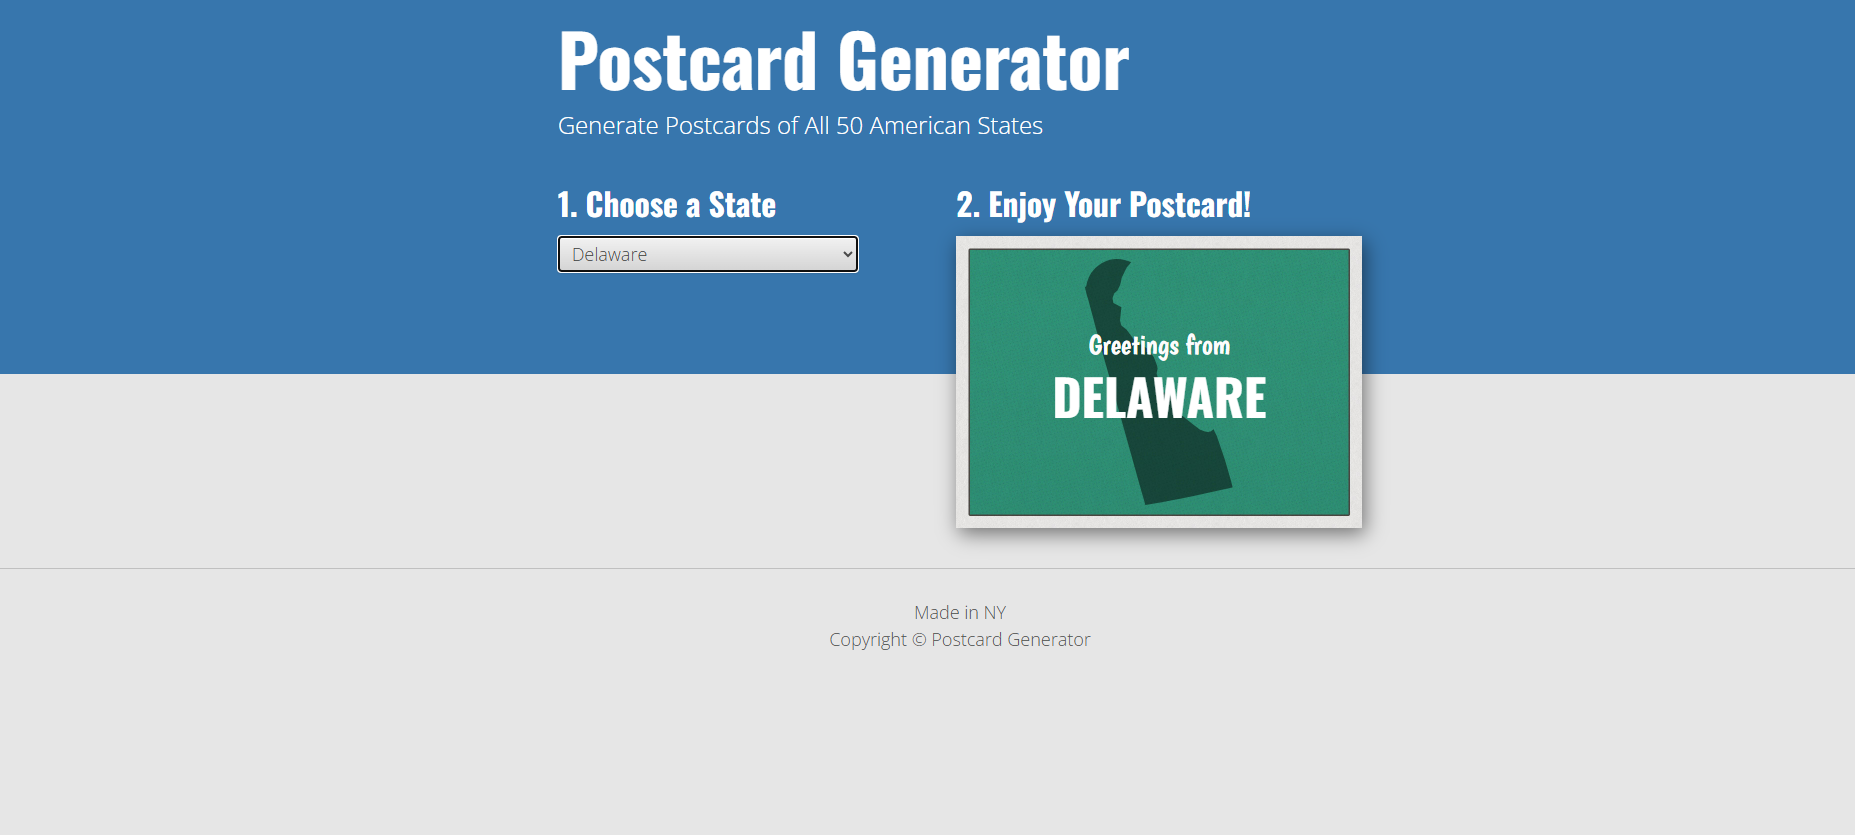 Postcard Generator
Generate Postcards of All 50 American States
1. Choose a State
Delaware
2. Enjoy Your Postcard!
Greetings from
DELAWARE
Made in NY
Copyright © Postcard Generator